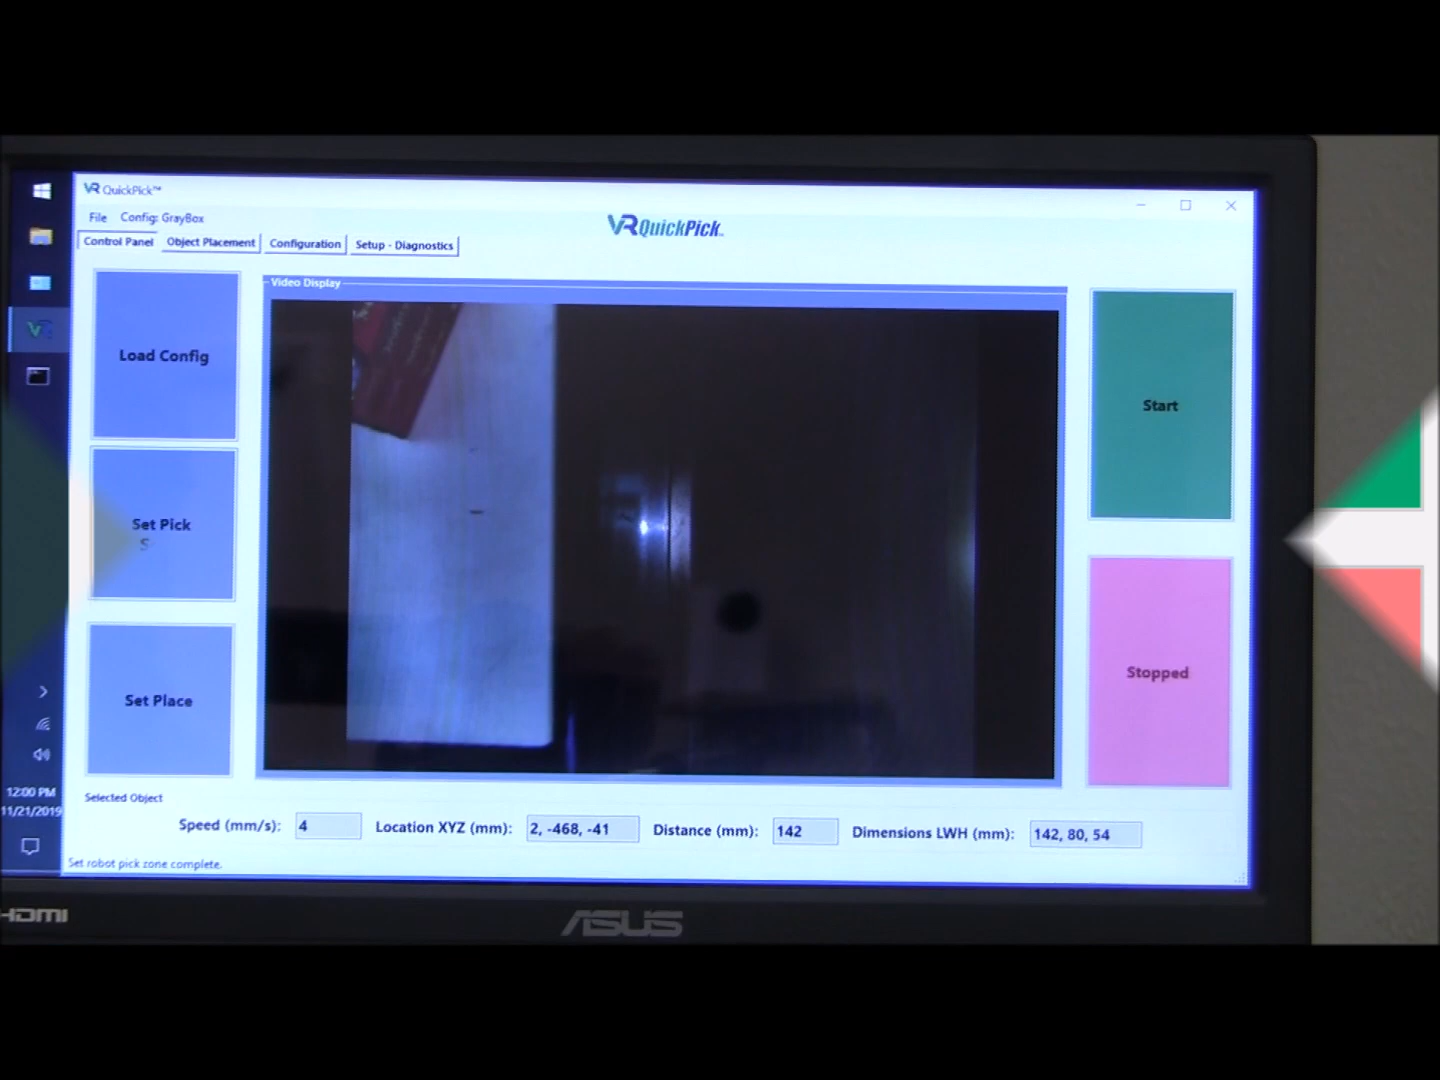 VR QuickPick™
File Config: GrayBox
VR QuickPick
Control Panel Object Placement Configuration Setup - Diagnostics
Video Display
Load Config
Start
Set Pick
Stopped
Set Place
12:00 PM
11/21/2019
Selected Object
Speed (mm/s): 4 Location XYZ (mm): 2, -468, -41 Distance (mm): 142 Dimensions LWH (mm): 142, 80, 54
Set robot pick zone complete.
HDMI
ASUS